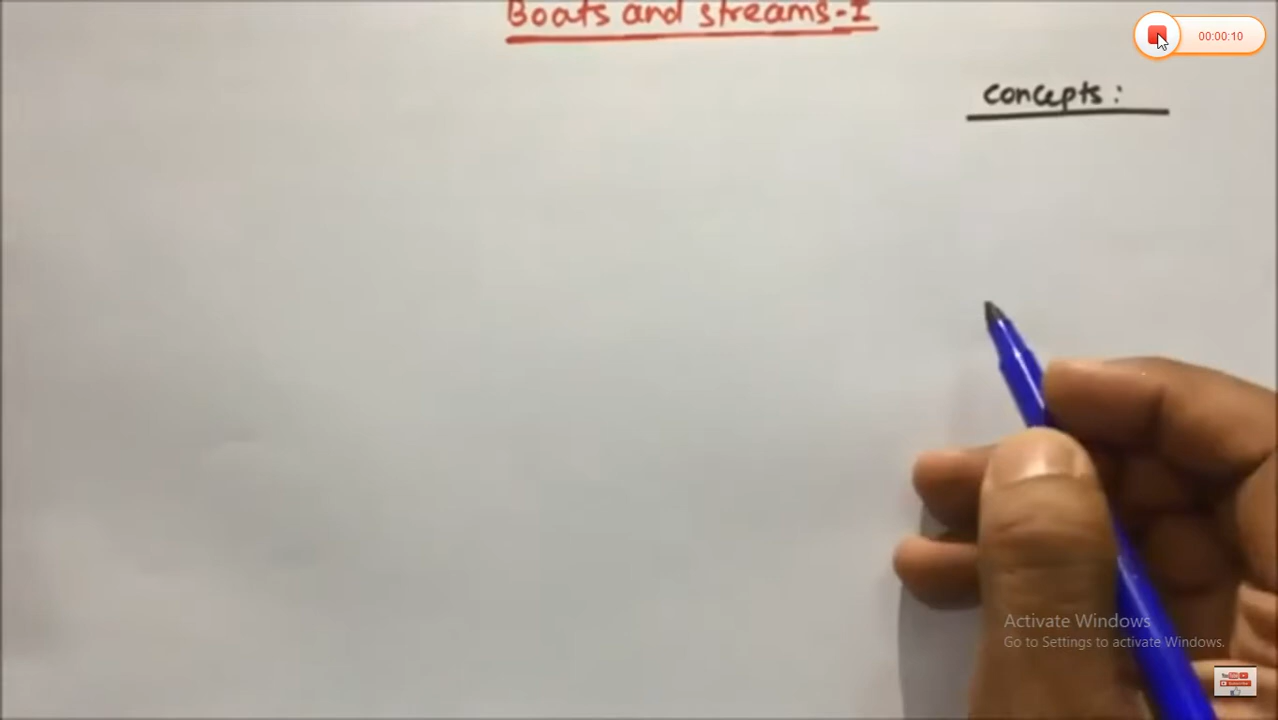 Boats and streams-I
00:00:10
concepts:
Activate Windows
Go to Settings to activate Windows.